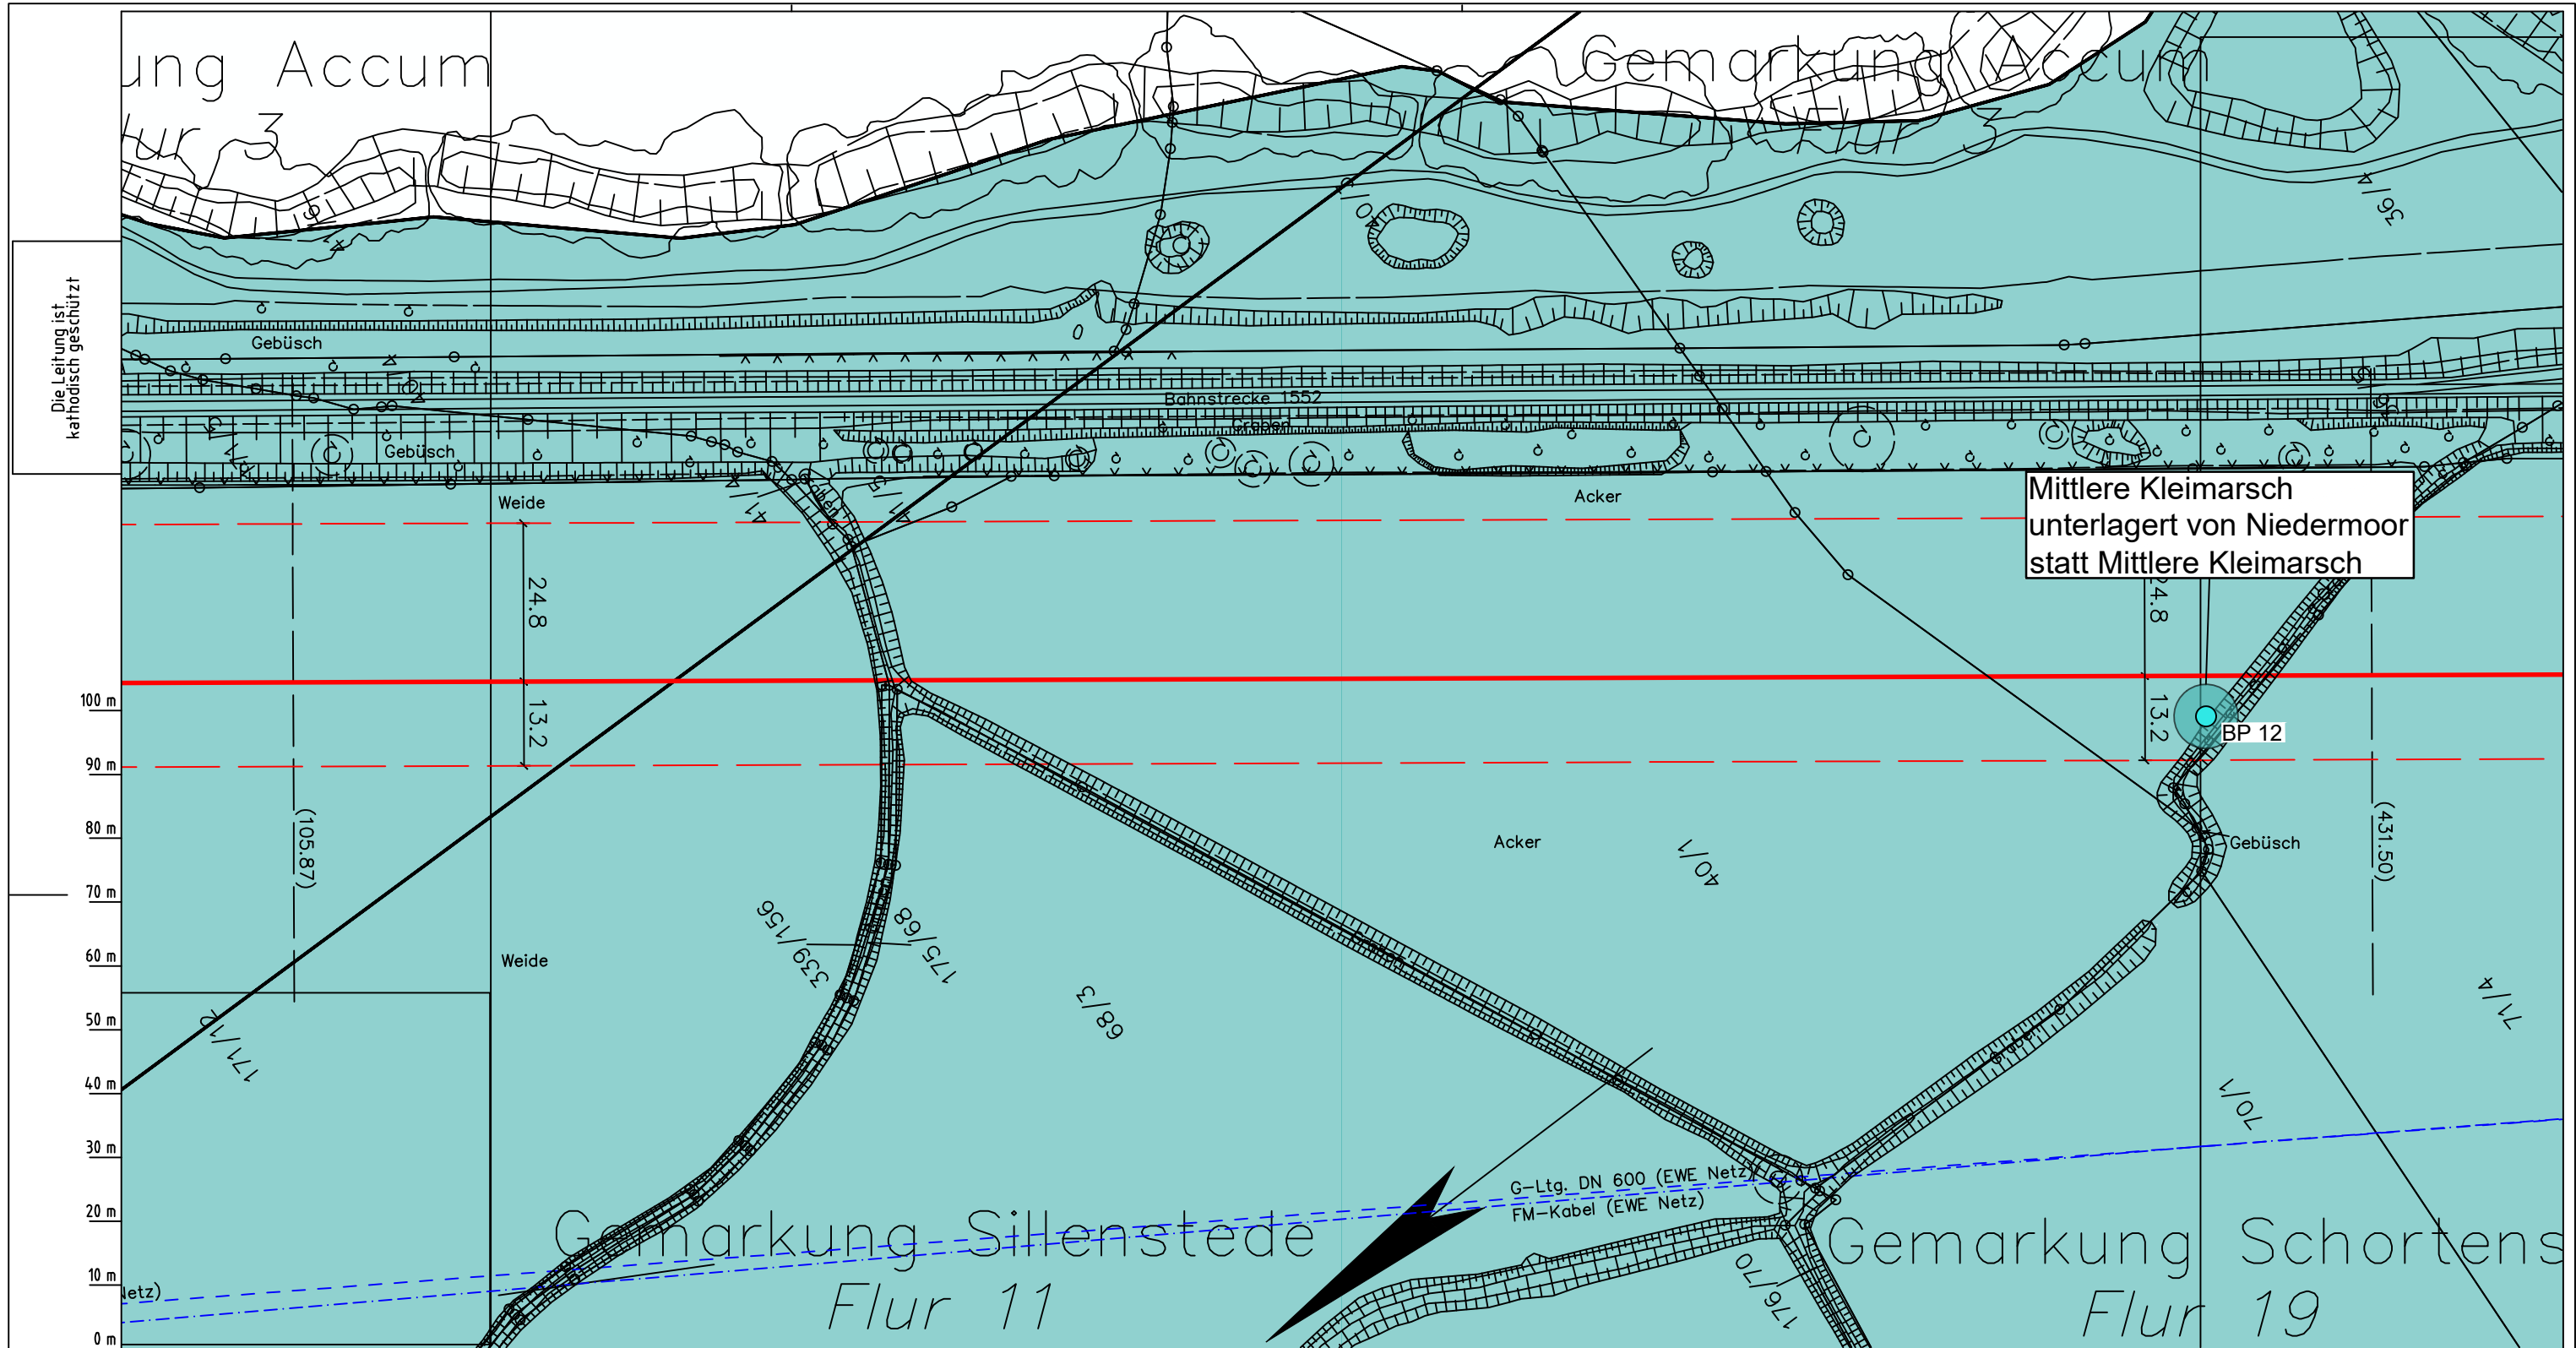 ung Accum
lur 3
Gemarkung Accum
Flur 3
36/4
Die Leitung ist
kathodisch geschützt
Gebüsch
Bahnstrecke 1552
Graben
Gebüsch
Weide
41/4
41/5
Acker
Mittlere Kleimarsch
unterlagert von Niedermoor
statt Mittlere Kleimarsch
24.8
24.8
13.2
13.2
BP 12
100 m
90 m
80 m
70 m
60 m
50 m
40 m
30 m
20 m
10 m
0 m
(105.87)
(431.50)
Acker
40/1
Gebüsch
339/156
175/68
Weide
68/3
71/4
171/2
70/1
G-Ltg. DN 600 (EWE Netz)
FM-Kabel (EWE Netz)
Gemarkung Sillenstede
Flur 11
Gemarkung Schortens
Flur 19
176/70
Netz)